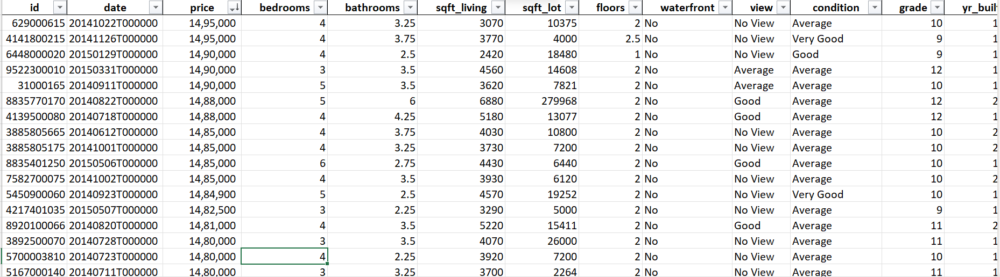 id date price bedrooms bathrooms sqft_living sqft_lot floors waterfront view condition grade yr_built
629000615 20141022T000000 14,95,000 4 3.25 3070 10375 2 No No View Average 10 1
4141800215 20141126T000000 14,95,000 4 3.75 3770 4000 2.5 No No View Very Good 9 1
6448000020 20150129T000000 14,90,000 4 2.5 2420 18480 1 No No View Good 9 1
9522300010 20150331T000000 14,90,000 3 3.5 4560 14608 2 No Average Average 12 1
31000165 20140911T000000 14,90,000 5 3.5 3620 7821 2 No Average Average 10 1
8835770170 20140822T000000 14,88,000 5 6 6880 279968 2 No Good Average 12 2
4139500080 20140718T000000 14,88,000 4 4.25 5180 13077 2 No Good Average 12 1
3885805665 20140612T000000 14,85,000 4 3.75 4030 10800 2 No No View Average 10 2
3885805175 20141001T000000 14,85,000 4 3.25 3730 7200 2 No No View Average 10 2
8835401250 20150506T000000 14,85,000 6 2.75 4430 6440 2 No Good Average 10 1
7582700075 20141002T000000 14,85,000 4 3.5 3930 6120 2 No No View Average 10 2
5450900060 20140923T000000 14,84,900 5 2.5 4570 19252 2 No No View Very Good 10 1
4217401035 20150507T000000 14,82,500 3 2.25 3290 5000 2 No No View Average 9 1
8920100066 20140820T000000 14,81,000 4 3.5 5220 15411 2 No Good Average 11 2
3892500070 20140728T000000 14,80,000 3 3.5 4070 26000 2 No No View Average 11 1
5700003810 20140723T000000 14,80,000 4 2.25 3920 7200 2 No No View Average 10 1
5167000140 20140711T000000 14,80,000 3 3.25 3700 2264 2 No No View Average 11 1